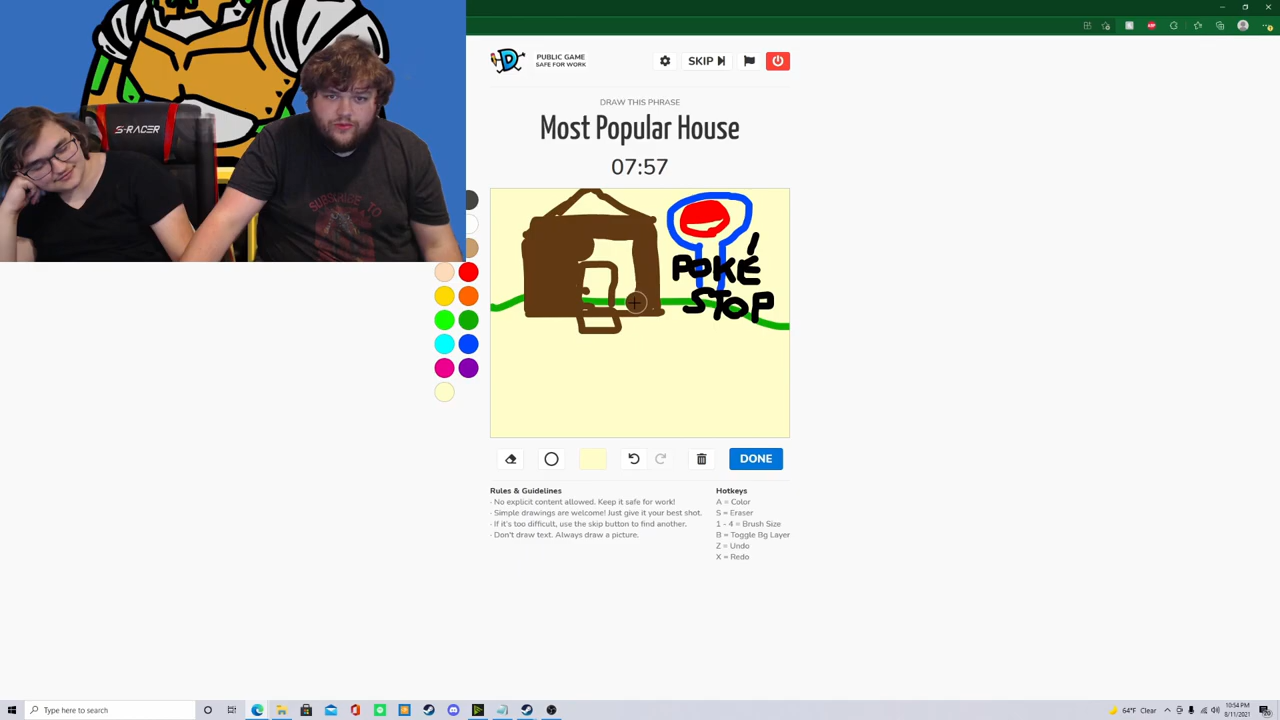 S-RACER
SUBSCRIBE TO
PUBLIC GAME
SAFE FOR WORK
SKIP
DRAW THIS PHRASE
Most Popular House
07:57
POKÉ
STOP
DONE
Rules & Guidelines
· No explicit content allowed. Keep it safe for work!
· Simple drawings are welcome! Just give it your best shot.
· If it's too difficult, use the skip button to find another.
· Don't draw text. Always draw a picture.
Hotkeys
A = Color
S = Eraser
1 - 4 = Brush Size
B = Toggle Bg Layer
Z = Undo
X = Redo
Type here to search
64°F Clear
10:54 PM
8/11/2021